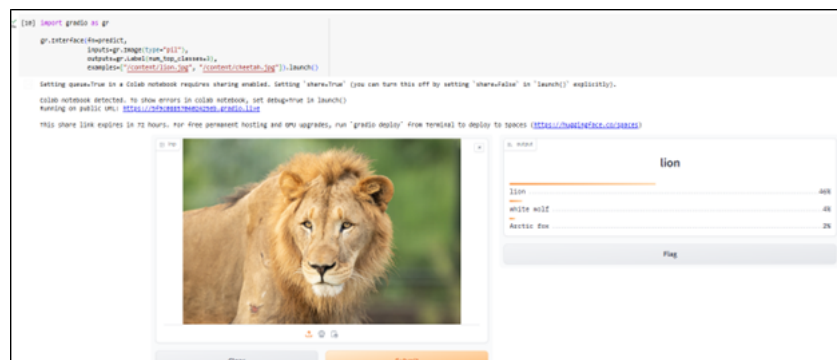 [10] import gradio as gr
gr.Interface(fn=predict,
inputs=gr.Image(type="pil"),
outputs=gr.Label(num_top_classes=3),
examples=["/content/lion.jpg", "/content/cheetah.jpg"]).launch()
Setting queue=True in a Colab notebook requires sharing enabled. Setting `share=True` (you can turn this off by setting `share=False` in `launch()` explicitly).
Colab notebook detected. To show errors in colab notebook, set debug=True in launch()
Running on public URL:
This share link expires in 72 hours. For free permanent hosting and GPU upgrades, run `gradio deploy` from Terminal to deploy to Spaces (https://huggingface.co/spaces)
output
lion
lion 46%
white wolf 4%
Arctic fox 2%
Flag